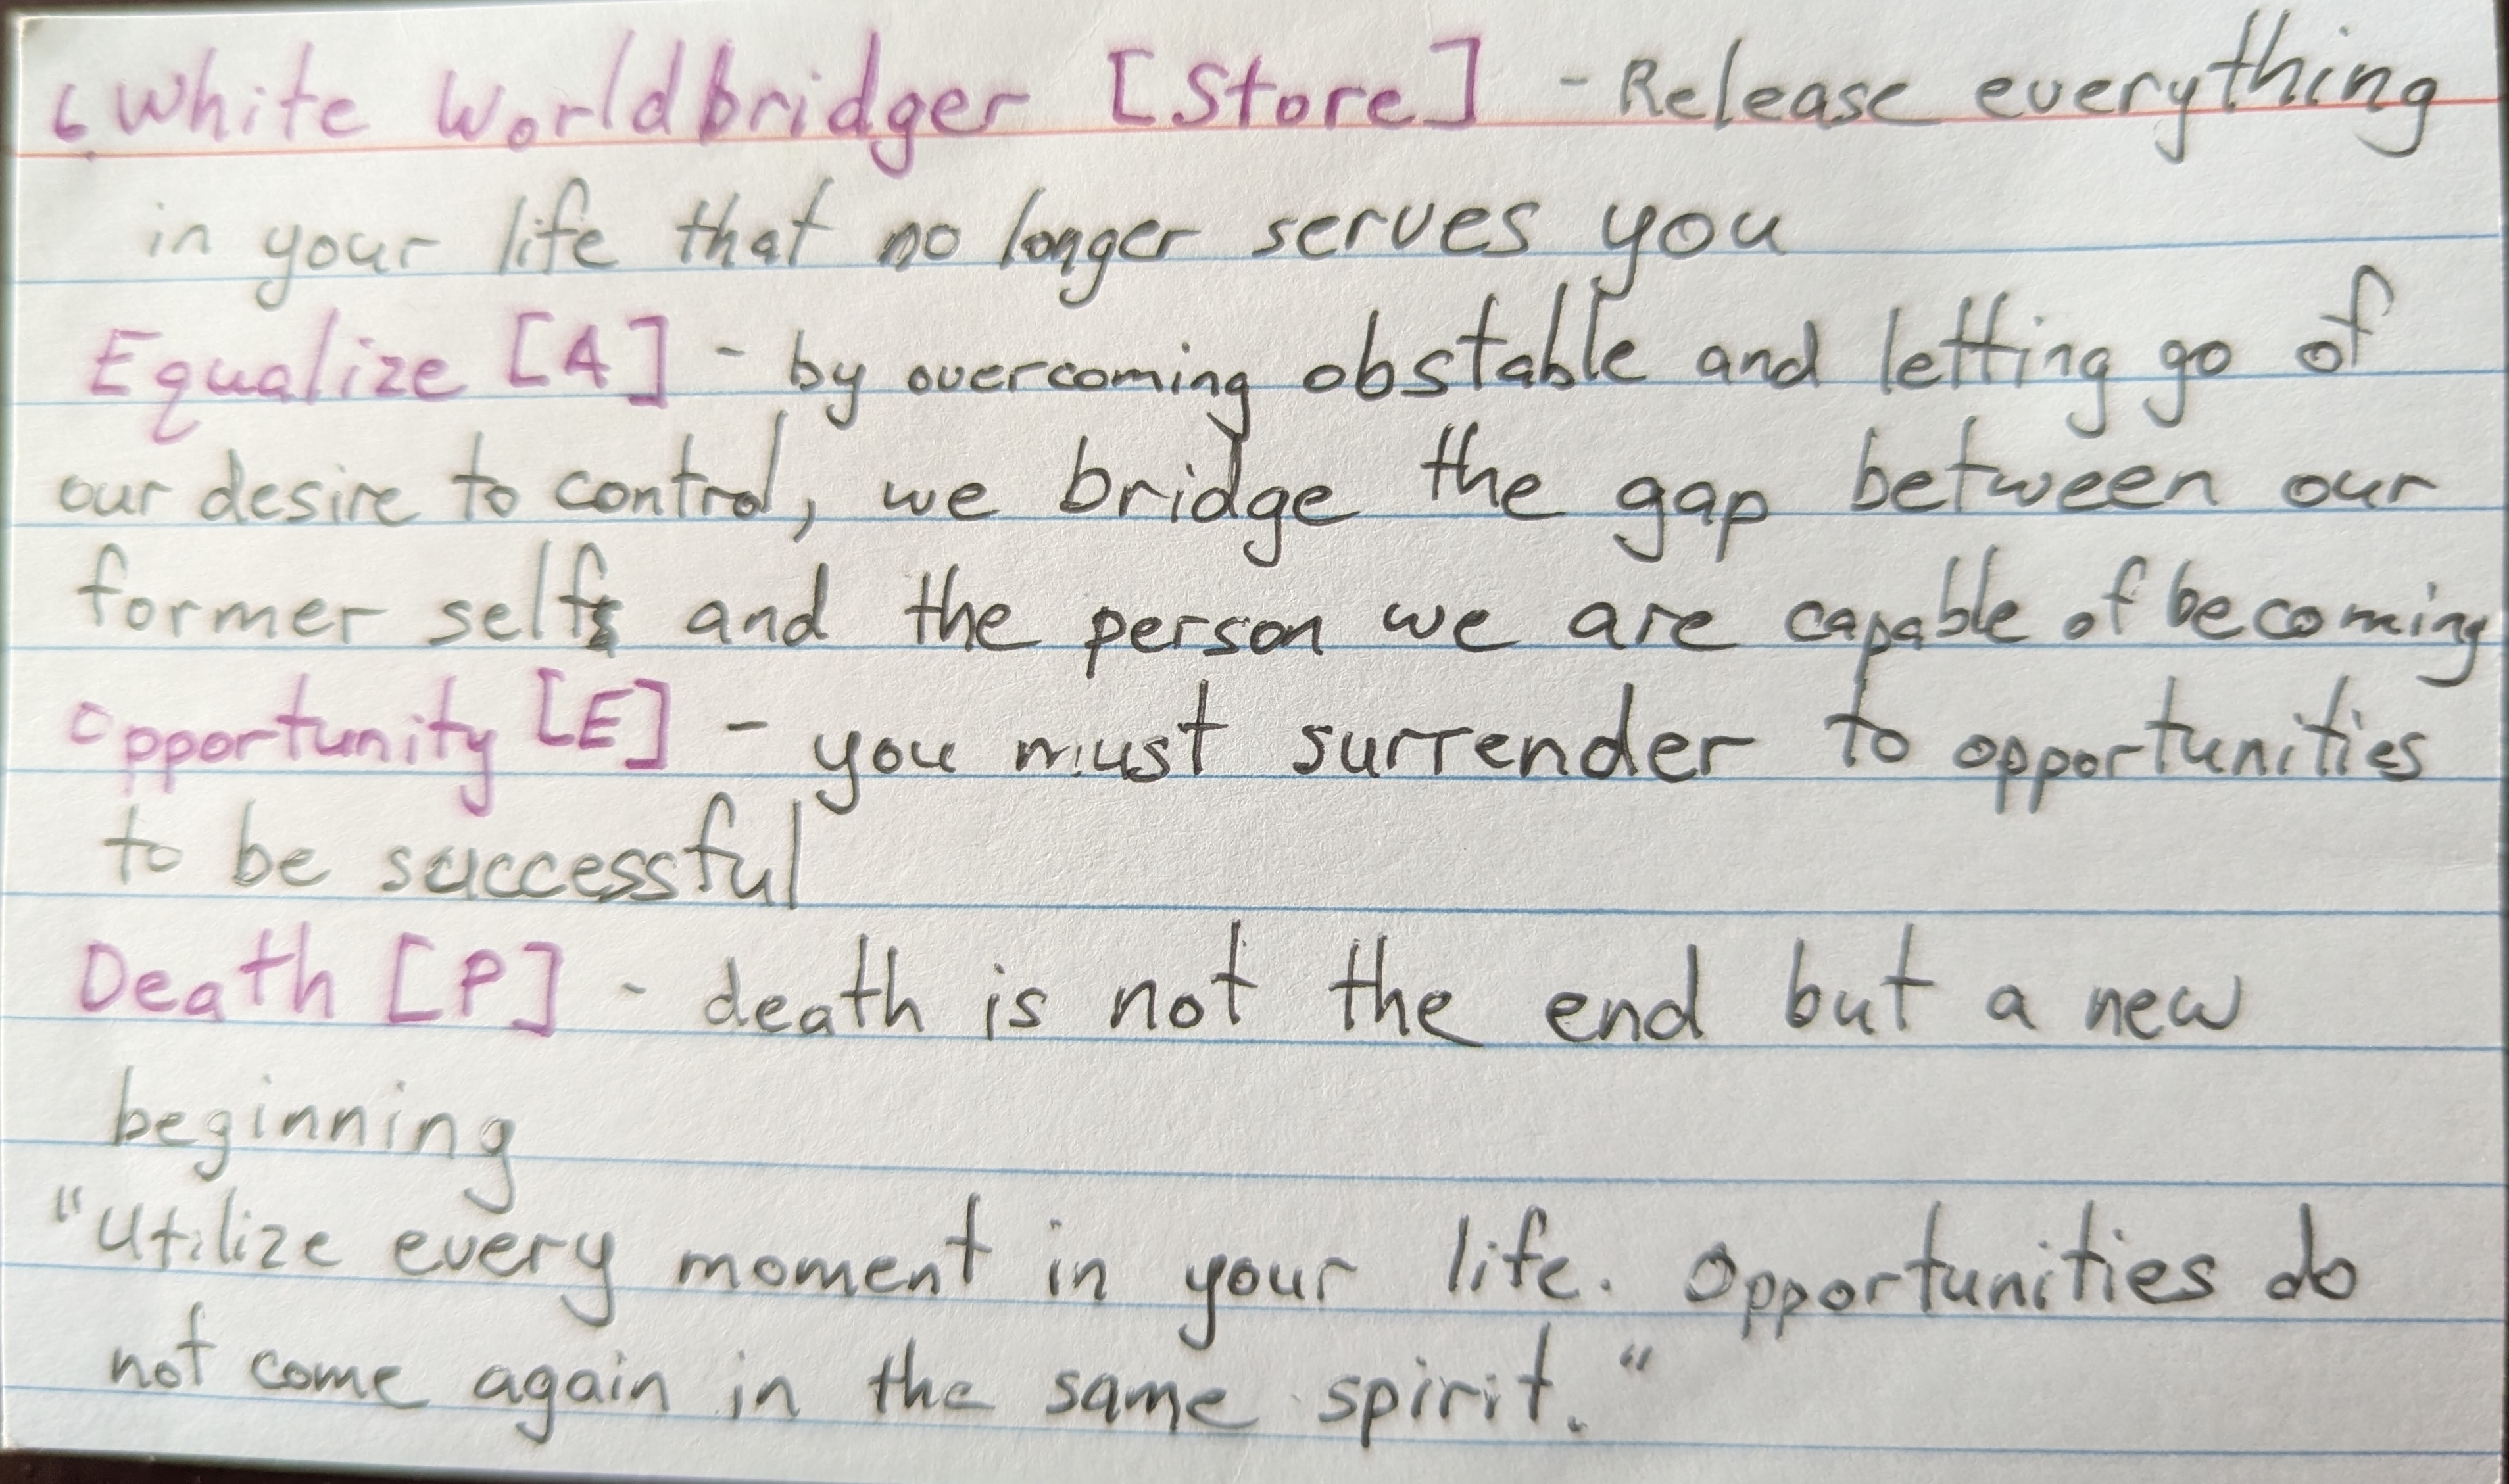 6. White Worldbridger [Store] - Release everything
in your life that no longer serves you
Equalize [A] - by overcoming obstable and letting go of
our desire to control, we bridge the gap between our
former self and the person we are capable of becoming
Opportunity [E] - you must surrender to opportunities
to be successful
Death [P] - death is not the end but a new
beginning
"Utilize every moment in your life. Opportunities do
not come again in the same spirit."